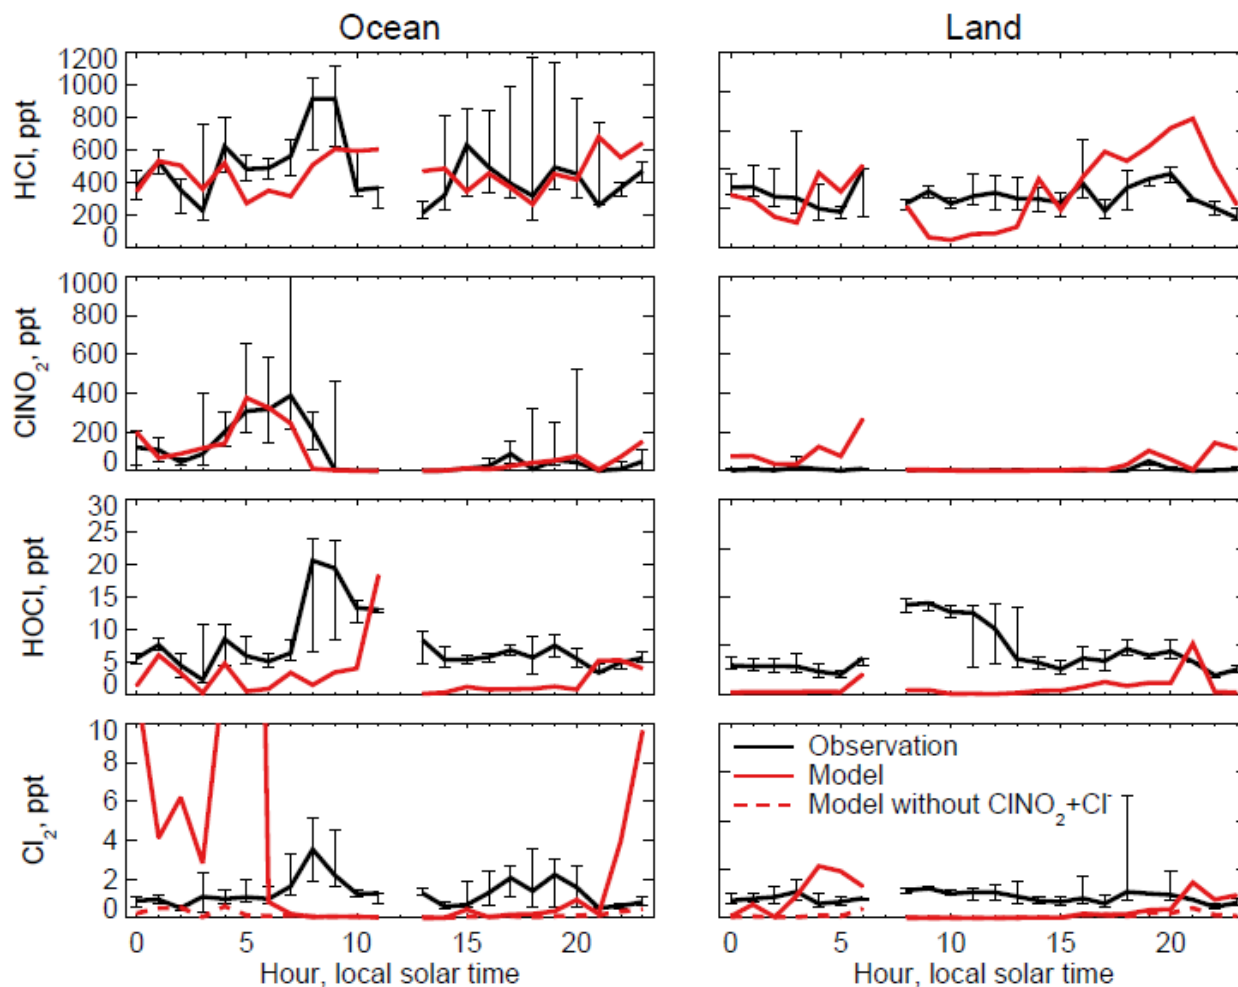 Ocean
Land
HCl, ppt
1200
1000
800
600
400
200
0
ClNO2, ppt
1000
800
600
400
200
0
HOCl, ppt
30
25
20
15
10
5
0
Cl2, ppt
10
8
6
4
2
0
Observation
Model
Model without ClNO2+Cl-
0 5 10 15 20
0 5 10 15 20
Hour, local solar time
Hour, local solar time